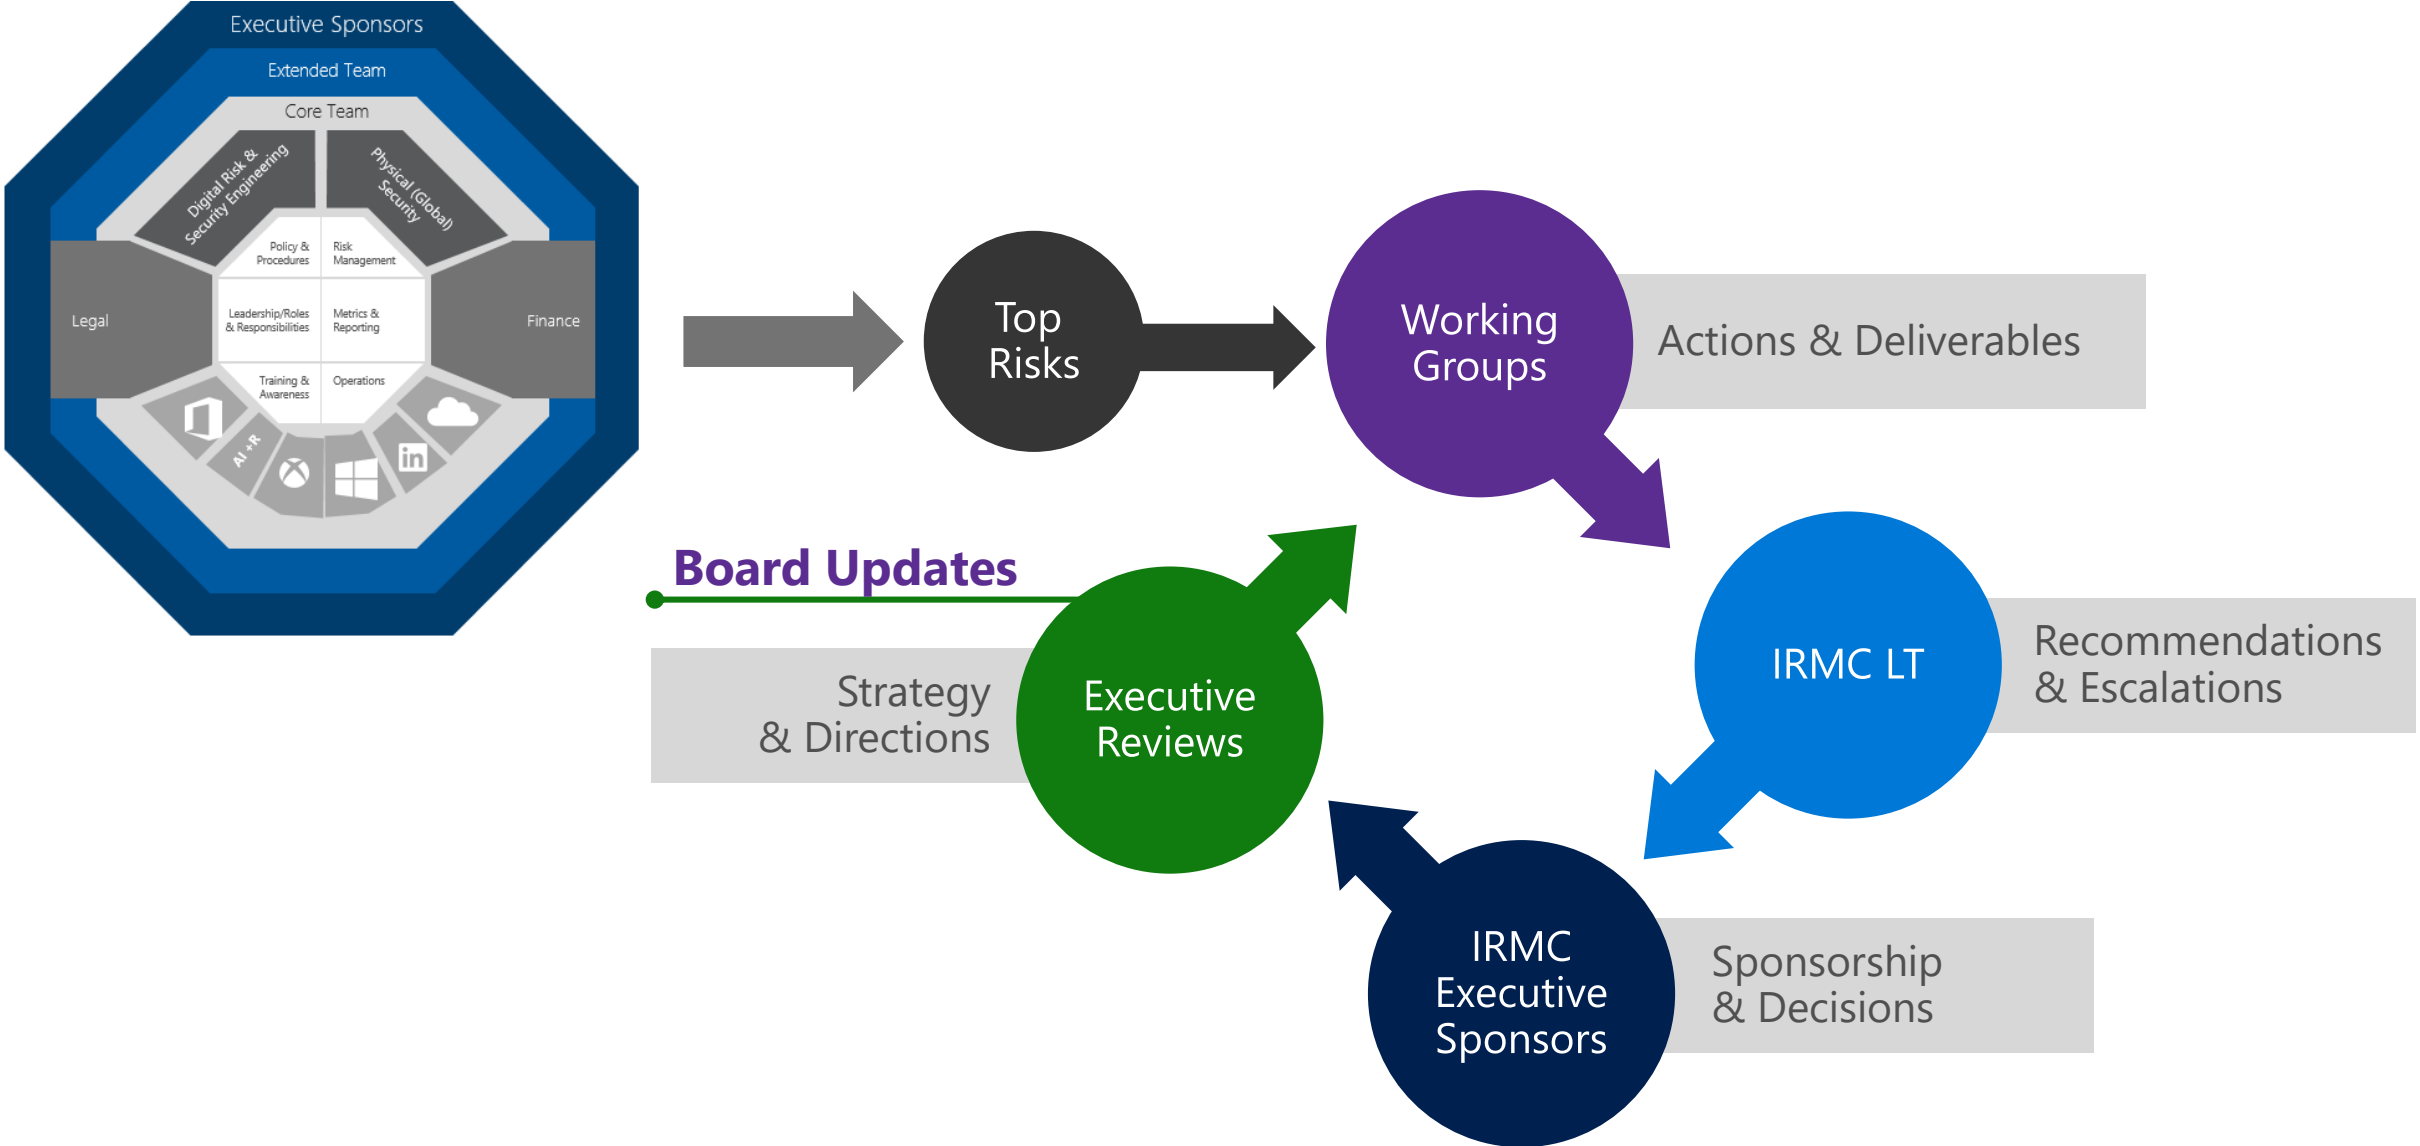 Executive Sponsors
Extended Team
Core Team
Digital Risk &
Security Engineering
Physical (Global)
Security
Policy &
Procedures
Risk
Management
Legal
Leadership/Roles
& Responsibilities
Metrics &
Reporting
Finance
Training &
Awareness
Operations
AI +R
in
Top
Risks
Working
Groups
Actions & Deliverables
Board Updates
Strategy
& Directions
Executive
Reviews
IRMC LT
Recommendations
& Escalations
IRMC
Executive
Sponsors
Sponsorship
& Decisions